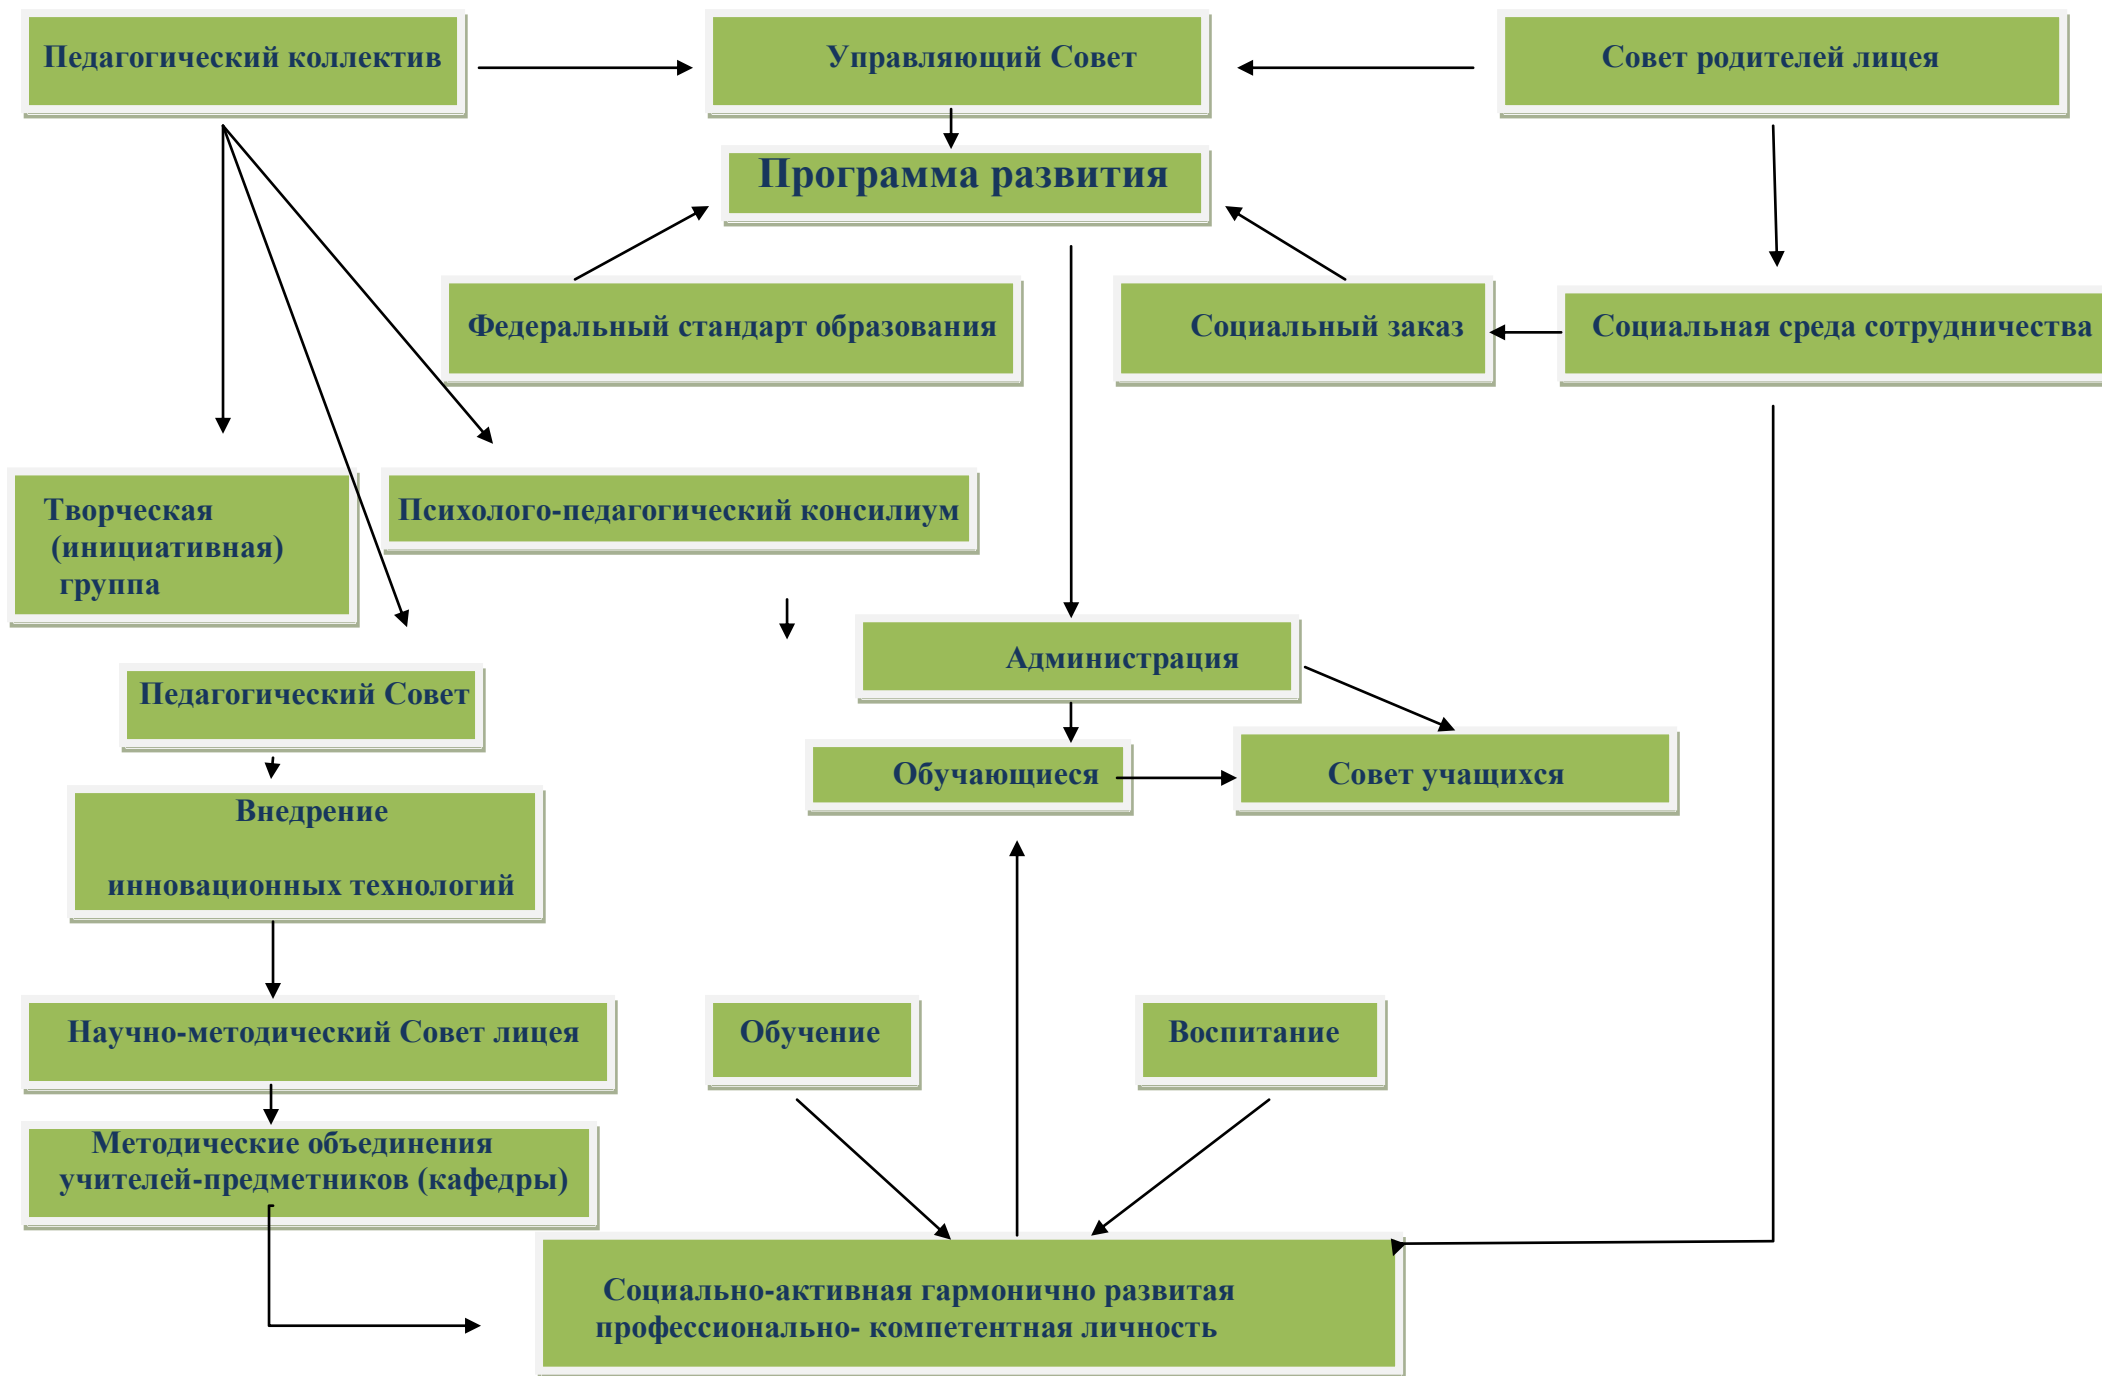 Педагогический коллектив
Управляющий Совет
Совет родителей лицея
Программа развития
Федеральный стандарт образования
Социальный заказ
Социальная среда сотрудничества
Творческая
(инициативная)
группа
Психолого-педагогический консилиум
Администрация
Педагогический Совет
Обучающиеся
Совет учащихся
Внедрение
инновационных технологий
Научно-методический Совет лицея
Обучение
Воспитание
Методические объединения
учителей-предметников (кафедры)
Социально-активная гармонично развитая
профессионально- компетентная личность